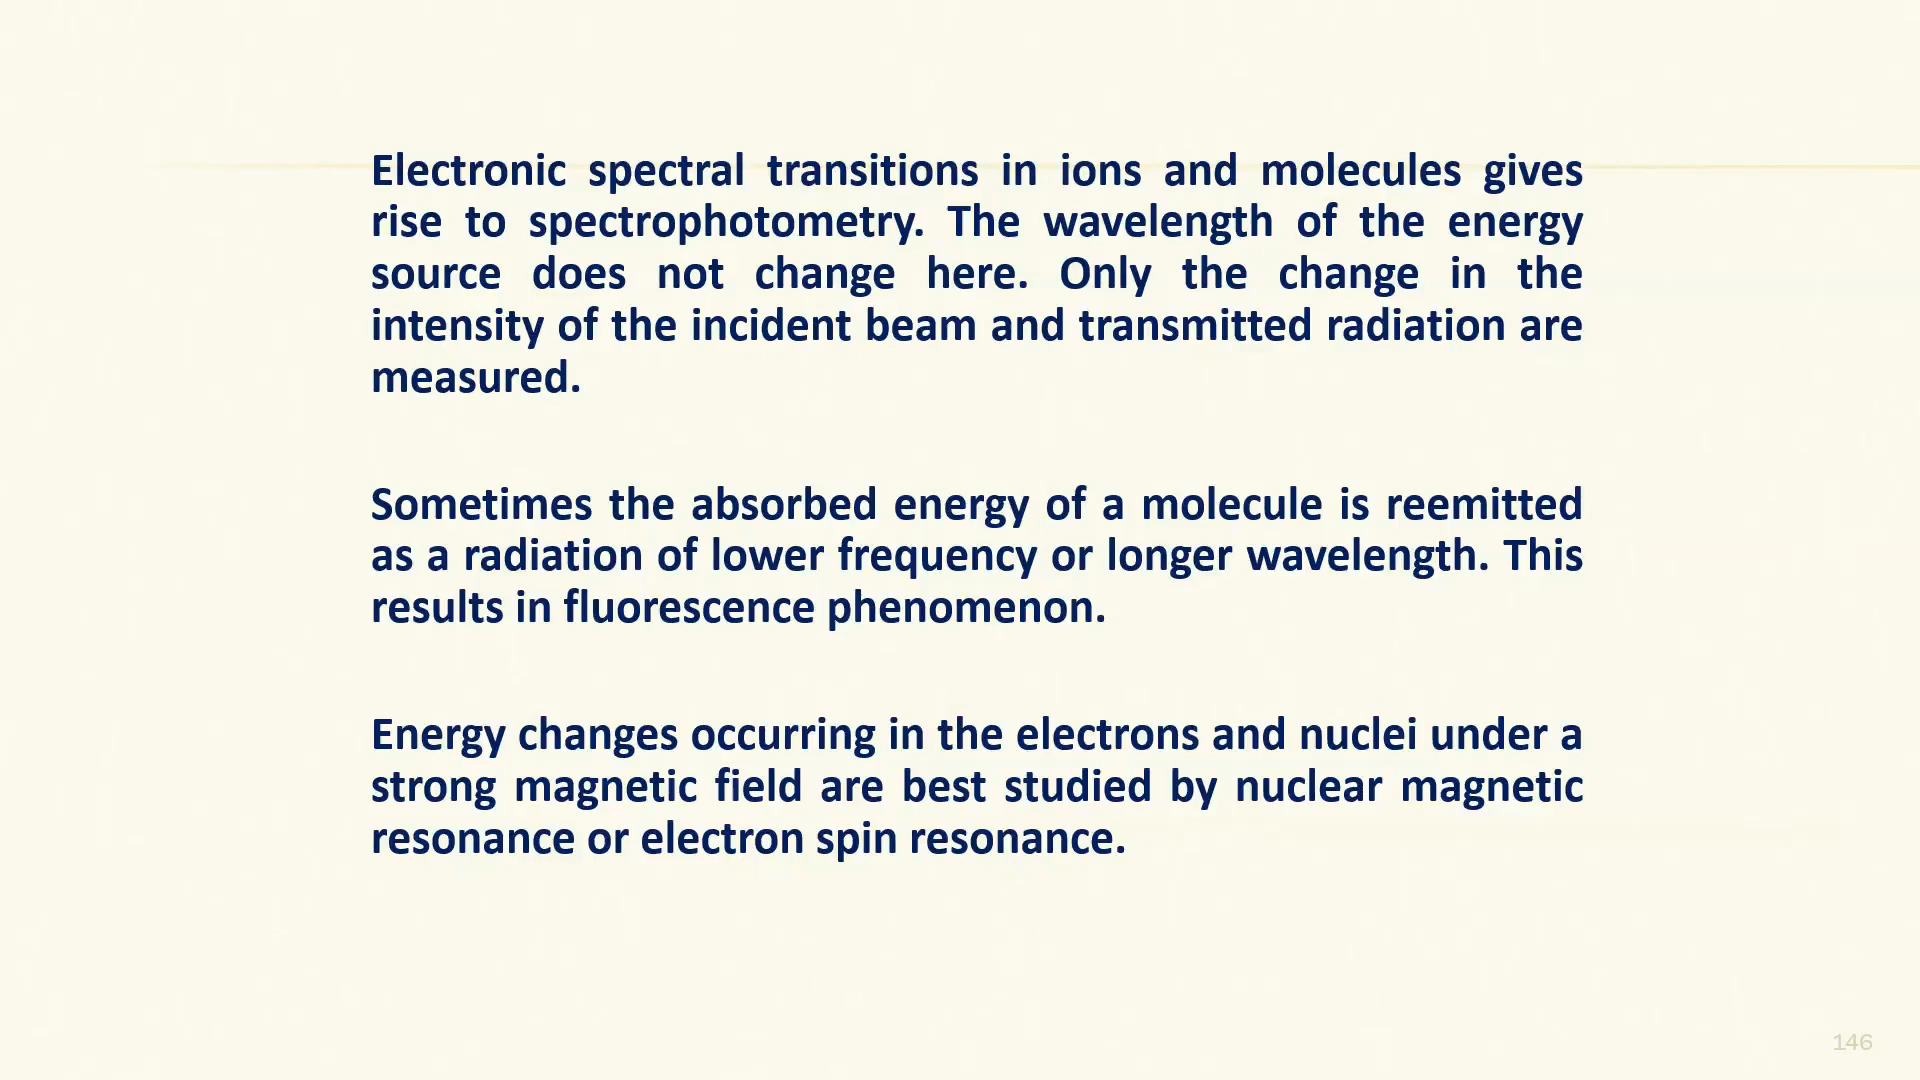 Electronic spectral transitions in ions and molecules gives
rise to spectrophotometry. The wavelength of the energy
source does not change here. Only the change in the
intensity of the incident beam and transmitted radiation are
measured.
Sometimes the absorbed energy of a molecule is reemitted
as a radiation of lower frequency or longer wavelength. This
results in fluorescence phenomenon.
Energy changes occurring in the electrons and nuclei under a
strong magnetic field are best studied by nuclear magnetic
resonance or electron spin resonance.
146